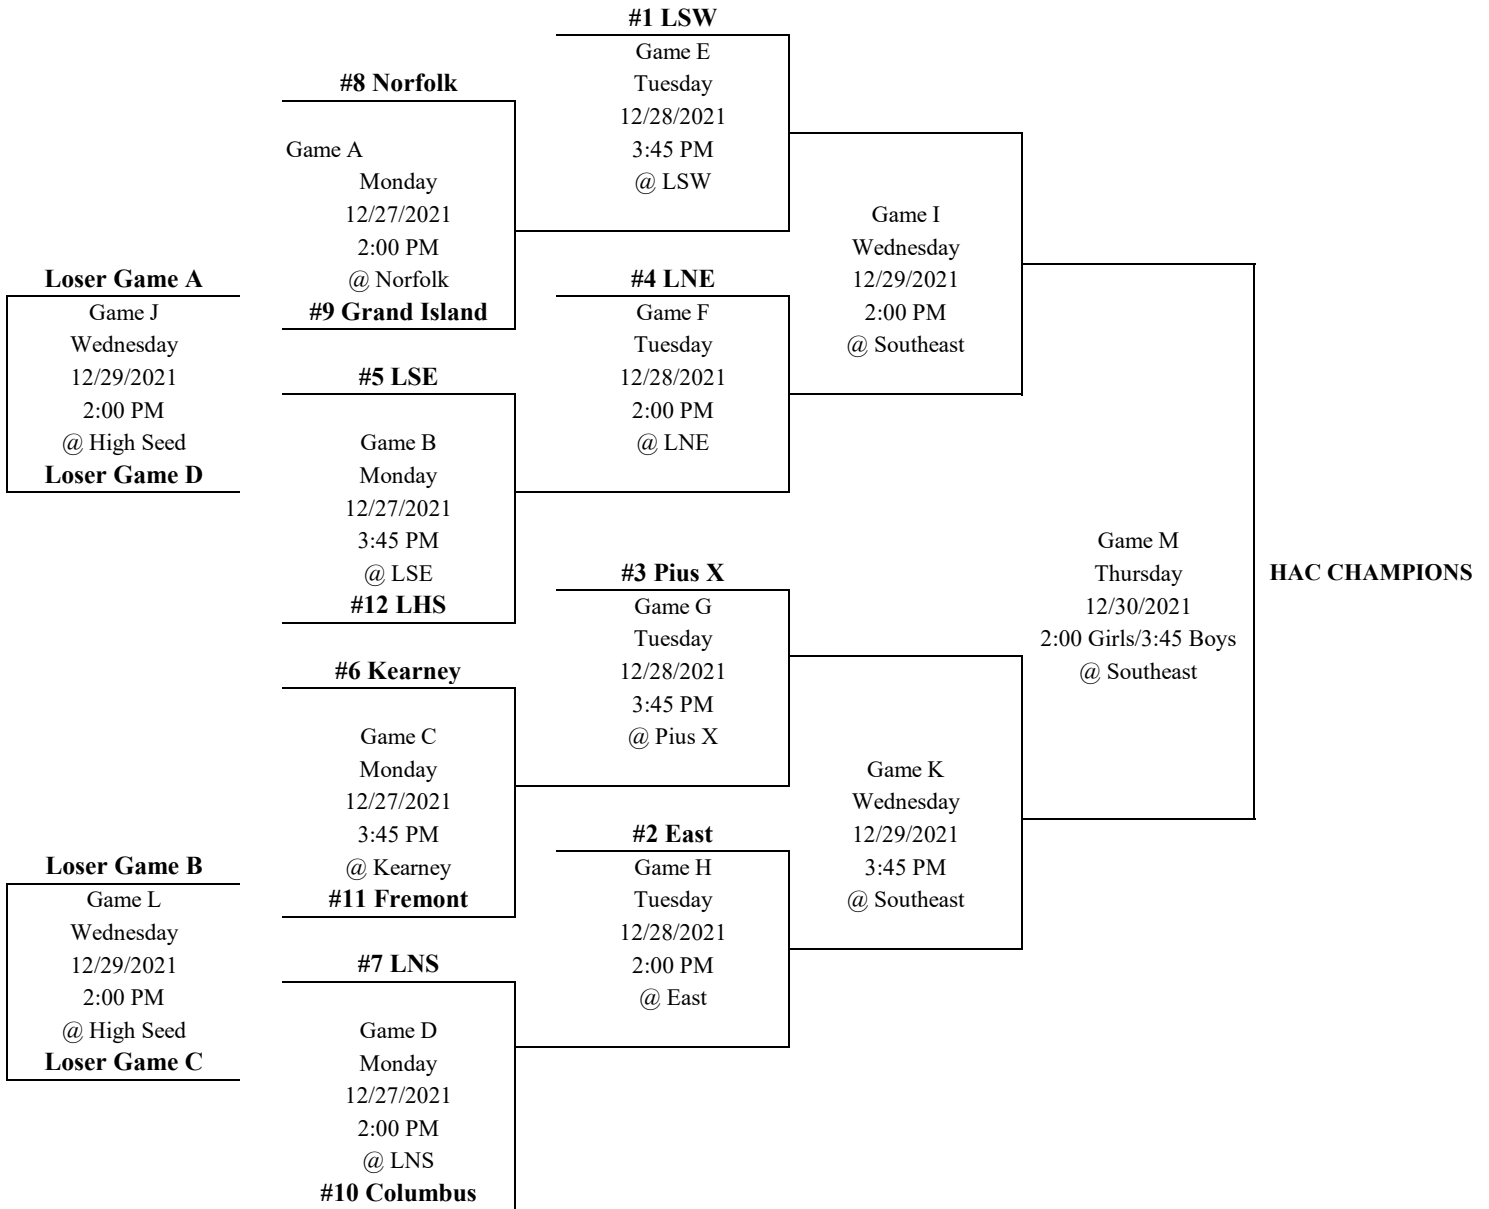 Loser Game A
Game J
Wednesday
12/29/2021
2:00 PM
@ High Seed
Loser Game D
Loser Game B
Game L
Wednesday
12/29/2021
2:00 PM
@ High Seed
Loser Game C
#8 Norfolk
Game A
Monday
12/27/2021
2:00 PM
@ Norfolk
#9 Grand Island
#5 LSE
Game B
Monday
12/27/2021
3:45 PM
@ LSE
#12 LHS
#6 Kearney
Game C
Monday
12/27/2021
3:45 PM
@ Kearney
#11 Fremont
#7 LNS
Game D
Monday
12/27/2021
2:00 PM
@ LNS
#10 Columbus
#1 LSW
Game E
Tuesday
12/28/2021
3:45 PM
@ LSW
#4 LNE
Game F
Tuesday
12/28/2021
2:00 PM
@ LNE
#3 Pius X
Game G
Tuesday
12/28/2021
3:45 PM
@ Pius X
#2 East
Game H
Tuesday
12/28/2021
2:00 PM
@ East
Game I
Wednesday
12/29/2021
2:00 PM
@ Southeast
Game K
Wednesday
12/29/2021
3:45 PM
@ Southeast
Game M
Thursday
12/30/2021
2:00 Girls/3:45 Boys
@ Southeast
HAC CHAMPIONS